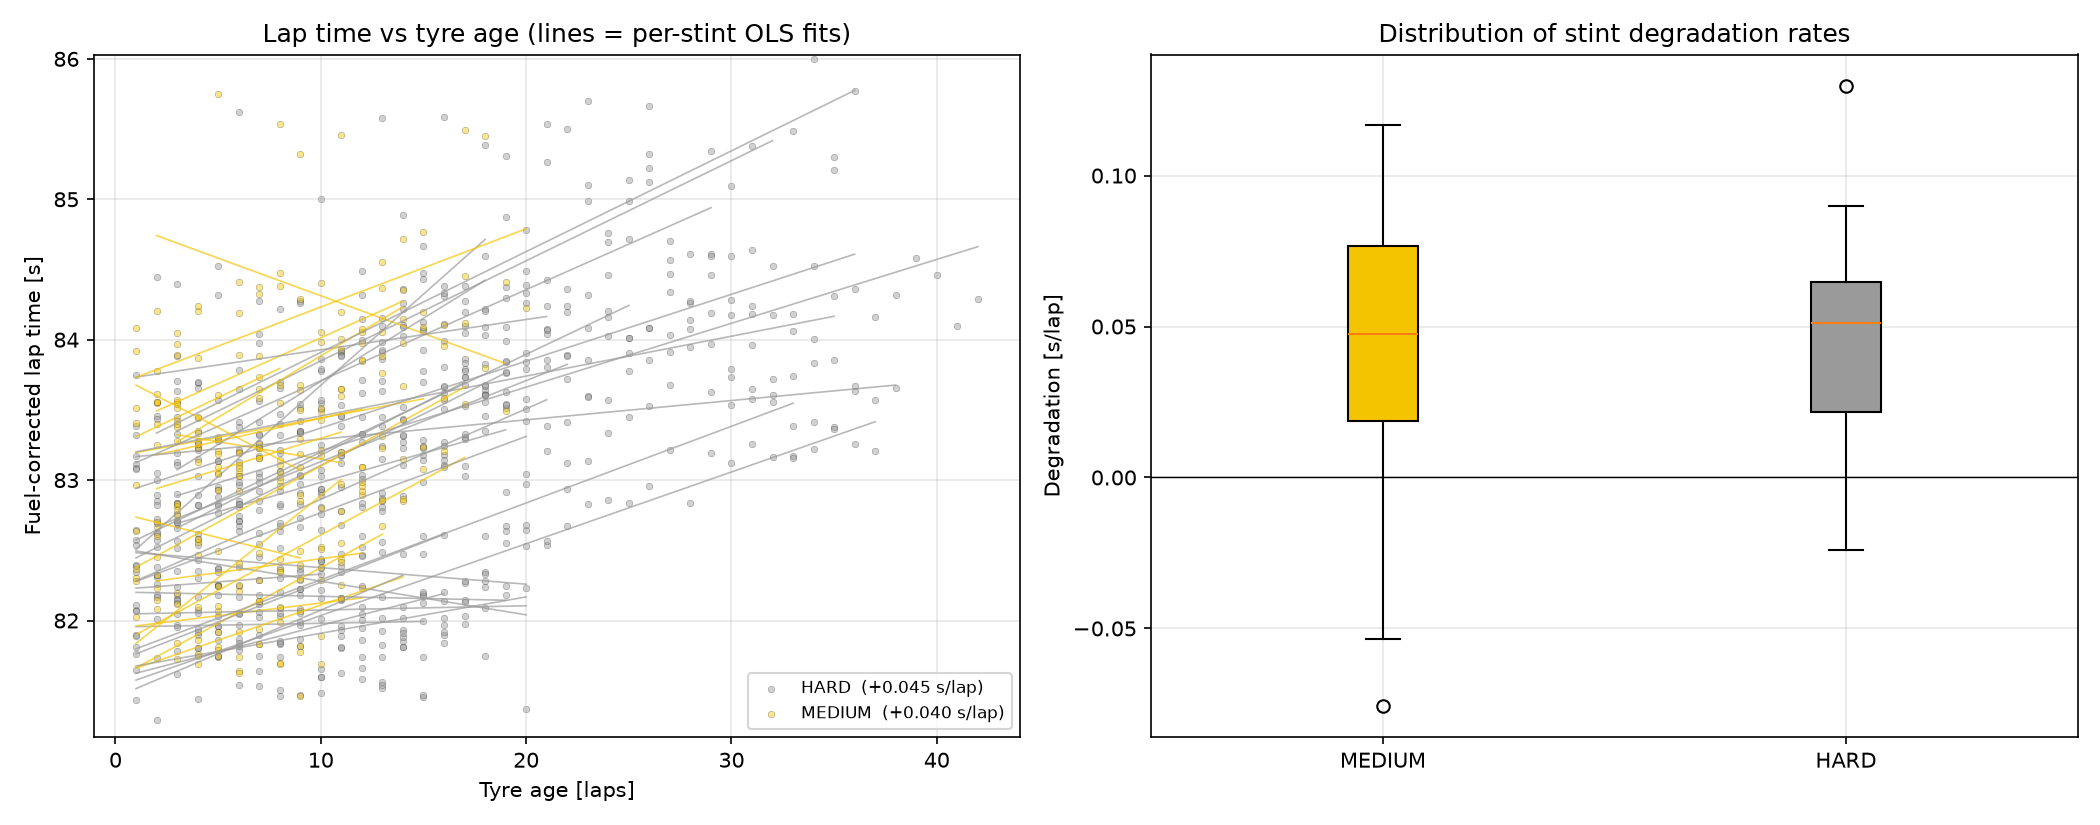 Lap time vs tyre age (lines = per-stint OLS fits)
Fuel-corrected lap time [s]
86
85
84
83
82
0
10
20
30
40
Tyre age [laps]
HARD (+0.045 s/lap)
MEDIUM (+0.040 s/lap)
Distribution of stint degradation rates
Degradation [s/lap]
0.10
0.05
0.00
−0.05
MEDIUM
HARD